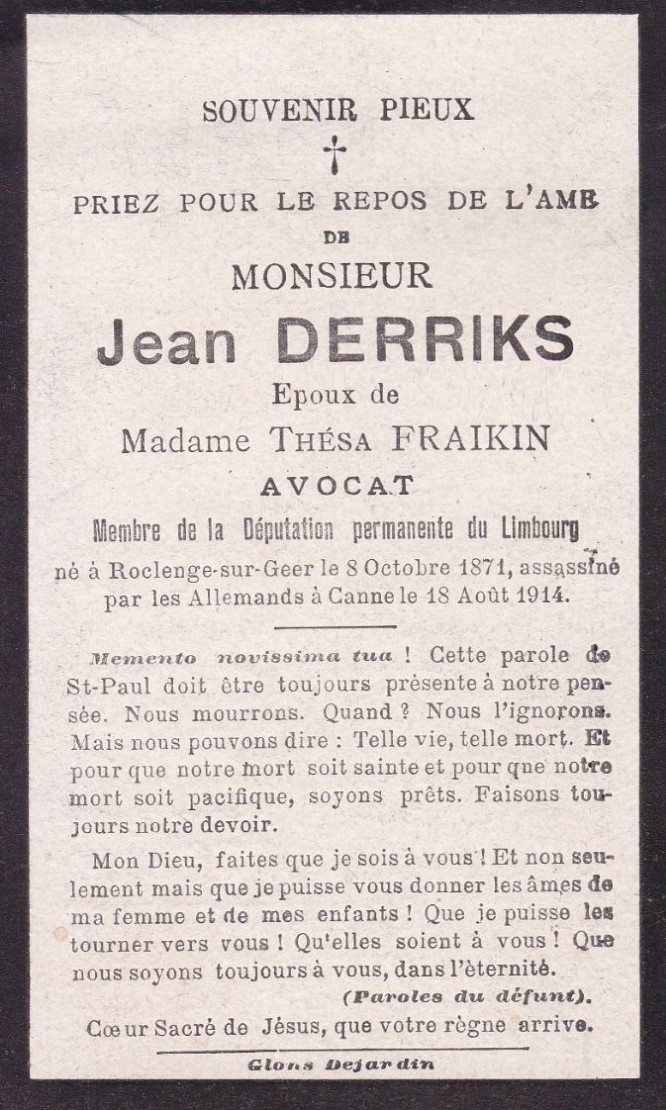 SOUVENIR PIEUX
PRIEZ POUR LE REPOS DE L'AME
DE
MONSIEUR
Jean DERRIKS
Epoux de
Madame THÉSA FRAIKIN
AVOCAT
Membre de la Députation permanente du Limbourg
né à Roclenge-sur-Geer le 8 Octobre 1871, assassiné
par les Allemands à Canne le 18 Août 1914.
Memento novissima tua ! Cette parole de
St-Paul doit être toujours prèsente à notre pen-
sée. Nous mourrons. Quand ? Nous l'ignorons.
Mais nous pouvons dire : Telle vie, telle mort. Et
pour que notre mort soit sainte et pour qne notre
mort soit pacifique, soyons prêts. Faisons tou-
jours notre devoir.
Mon Dieu, faites que je sois à vous ! Et non seu-
lement mais que je puisse vous donner les âmes de
ma femme et de mes enfants ! Que je puisse les
tourner vers vous ! Qu'elles soient à vous ! Que
nous soyons toujours à vous, dans l'èternité.
(Paroles du défunt).
Cœur Sacré de Jésus, que votre règne arrive.
Glons Dejardin